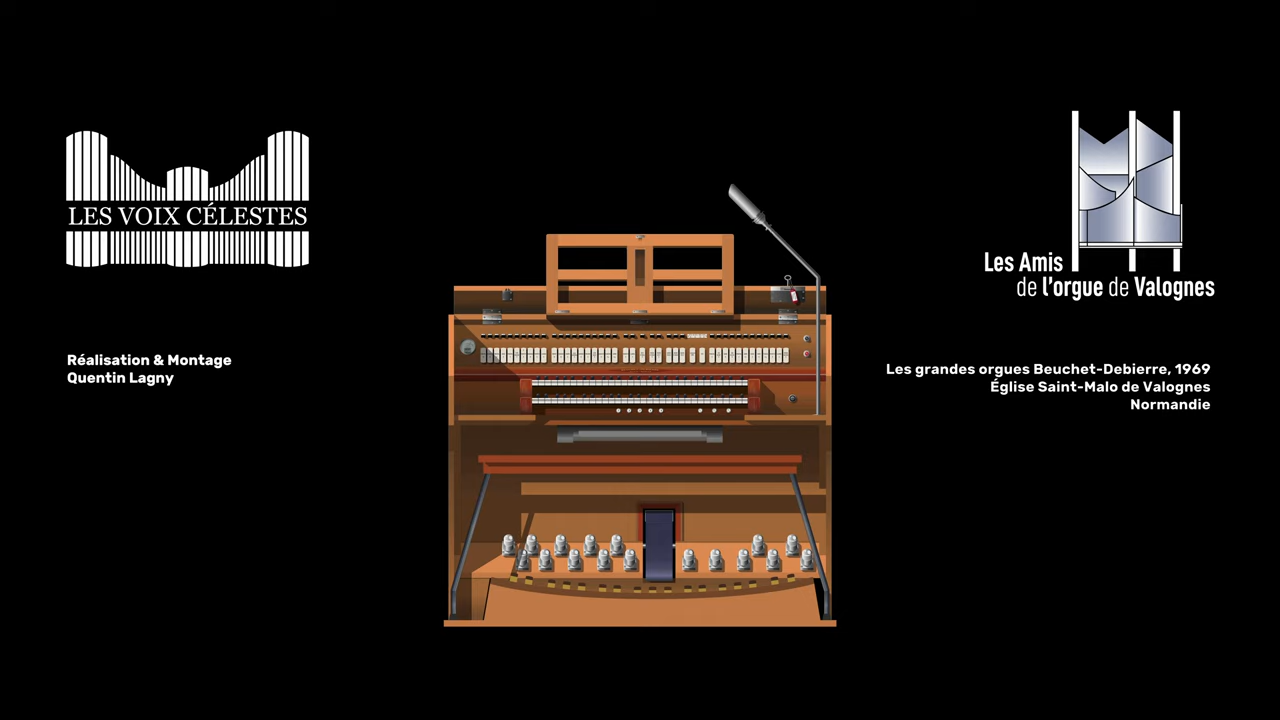 LES VOIX CÉLESTES
Réalisation & Montage
Quentin Lagny
Les Amis
de l'orgue de Valognes
Les grandes orgues Beuchet-Debierre, 1969
Église Saint-Malo de Valognes
Normandie